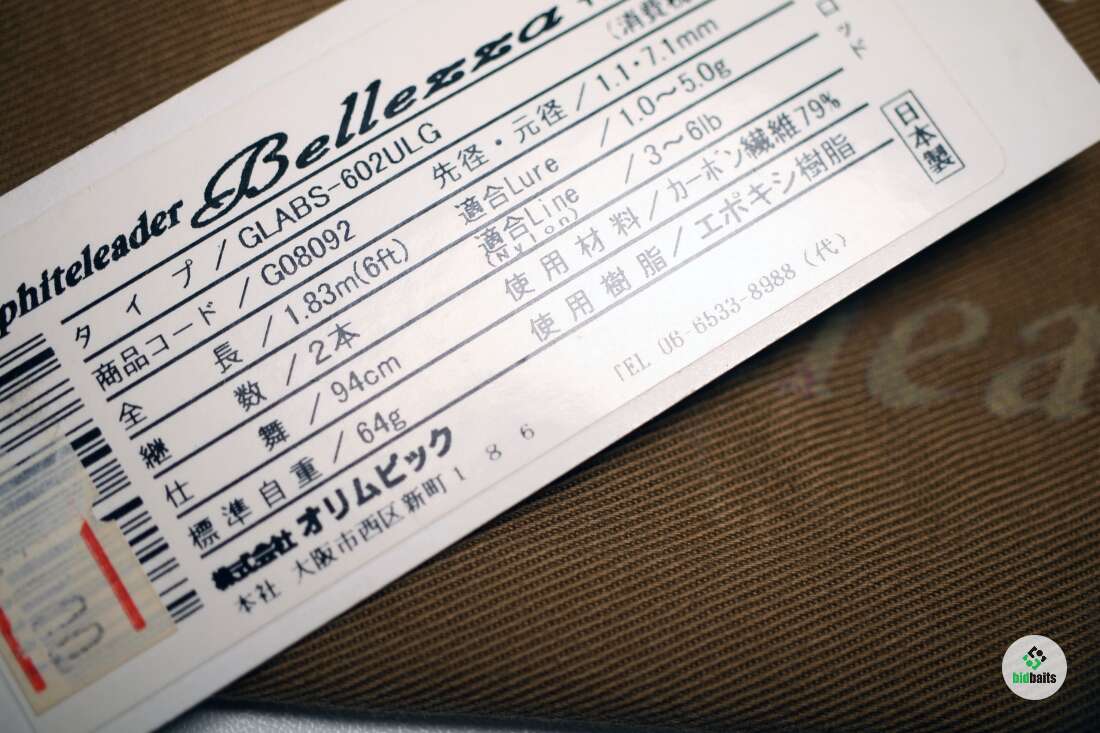 phiteleader Bellezza
(消費税
タイプ/GLABS-602ULG 先径・元径/1.1・7.1mm
商品コード/G08092 適合Lure/1.0～5.0g
全長/1.83m(6ft) 適合Line(Nylon)/3～6lb
継数/2本 使用材料/カーボン繊維79%
仕舞/94cm 使用樹脂/エポキシ樹脂
標準自重/64g
ロッド
日本製
株式会社オリムピック
本社 大阪市西区新町186
TEL 06-6533-8988 (代)
tea
bidbaits